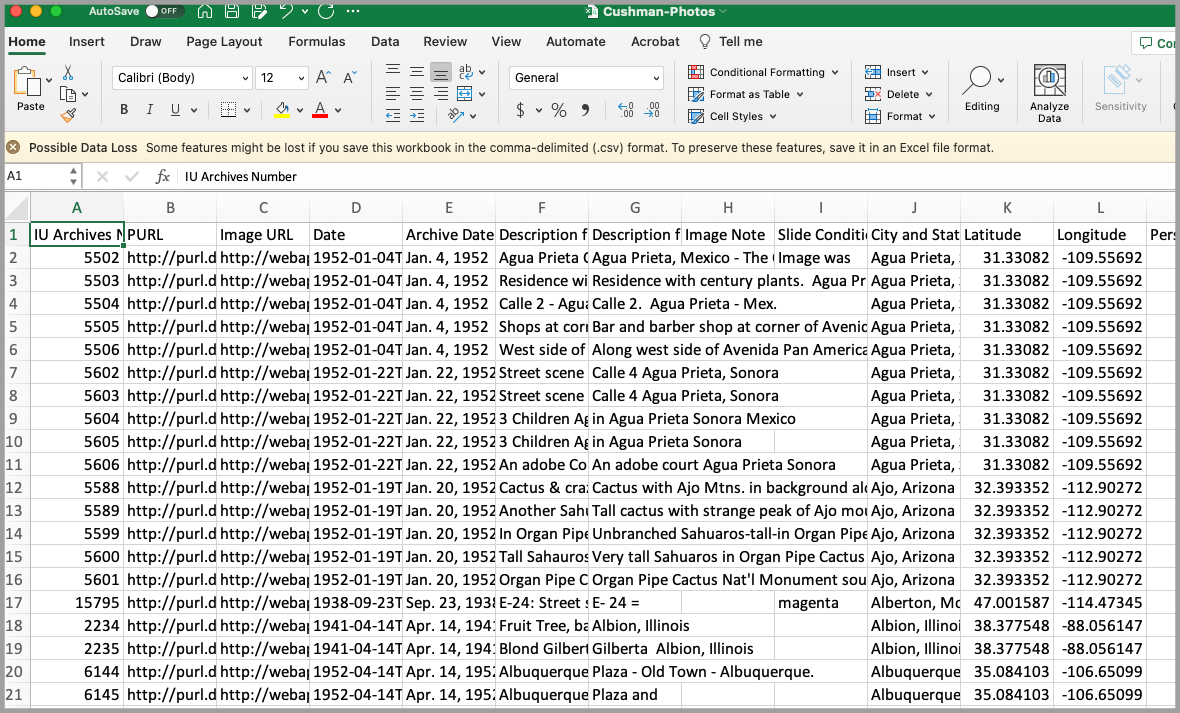 AutoSave OFF Cushman-Photos
Home Insert Draw Page Layout Formulas Data Review View Automate Acrobat Tell me
Calibri (Body) 12 A^ A˅ ab General Conditional Formatting Insert
Paste Format as Table Delete Editing Analyze Data Sensitivity
B I U A $ % 9 .00 Cell Styles Format
Possible Data Loss Some features might be lost if you save this workbook in the comma-delimited (.csv) format. To preserve these features, save it in an Excel file format.
A1 fx IU Archives Number
A B C D E F G H I J K L
1 IU Archives N PURL Image URL Date Archive Date Description f Description f Image Note Slide Conditi City and Stat Latitude Longitude Pers
2 5502 http://purl.d http://webap 1952-01-04T Jan. 4, 1952 Agua Prieta C Agua Prieta, Mexico - The Image was Agua Prieta, 31.33082 -109.55692
3 5503 http://purl.d http://webap 1952-01-04T Jan. 4, 1952 Residence wi Residence with century plants. Agua Pr Agua Prieta, 31.33082 -109.55692
4 5504 http://purl.d http://webap 1952-01-04T Jan. 4, 1952 Calle 2 - Agua Calle 2. Agua Prieta - Mex. Agua Prieta, 31.33082 -109.55692
5 5505 http://purl.d http://webap 1952-01-04T Jan. 4, 1952 Shops at corn Bar and barber shop at corner of Avenic Agua Prieta, 31.33082 -109.55692
6 5506 http://purl.d http://webap 1952-01-04T Jan. 4, 1952 West side of Along west side of Avenida Pan America Agua Prieta, 31.33082 -109.55692
7 5602 http://purl.d http://webap 1952-01-22T Jan. 22, 1952 Street scene Calle 4 Agua Prieta, Sonora Agua Prieta, 31.33082 -109.55692
8 5603 http://purl.d http://webap 1952-01-22T Jan. 22, 1952 Street scene Calle 4 Agua Prieta, Sonora Agua Prieta, 31.33082 -109.55692
9 5604 http://purl.d http://webap 1952-01-22T Jan. 22, 1952 3 Children Ag in Agua Prieta Sonora Mexico Agua Prieta, 31.33082 -109.55692
10 5605 http://purl.d http://webap 1952-01-22T Jan. 22, 1952 3 Children Ag in Agua Prieta Sonora Agua Prieta, 31.33082 -109.55692
11 5606 http://purl.d http://webap 1952-01-22T Jan. 22, 1952 An adobe Co An adobe court Agua Prieta Sonora Agua Prieta, 31.33082 -109.55692
12 5588 http://purl.d http://webap 1952-01-19T Jan. 20, 1952 Cactus & craz Cactus with Ajo Mtns. in background alo Ajo, Arizona 32.393352 -112.90272
13 5589 http://purl.d http://webap 1952-01-19T Jan. 20, 1952 Another Sahu Tall cactus with strange peak of Ajo mou Ajo, Arizona 32.393352 -112.90272
14 5599 http://purl.d http://webap 1952-01-19T Jan. 20, 1952 In Organ Pipe Unbranched Sahuaros-tall-in Organ Pipe Ajo, Arizona 32.393352 -112.90272
15 5600 http://purl.d http://webap 1952-01-19T Jan. 20, 1952 Tall Sahauros Very tall Sahuaros in Organ Pipe Cactus Ajo, Arizona 32.393352 -112.90272
16 5601 http://purl.d http://webap 1952-01-19T Jan. 20, 1952 Organ Pipe C Organ Pipe Cactus Nat'l Monument sou Ajo, Arizona 32.393352 -112.90272
17 15795 http://purl.d http://webap 1938-09-23T Sep. 23, 1938 E-24: Street s E- 24 = magenta Alberton, Mo 47.001587 -114.47345
18 2234 http://purl.d http://webap 1941-04-14T Apr. 14, 1941 Fruit Tree, ba Albion, Illinois Albion, Illinoi 38.377548 -88.056147
19 2235 http://purl.d http://webap 1941-04-14T Apr. 14, 1941 Blond Gilbert Gilberta Albion, Illinois Albion, Illinoi 38.377548 -88.056147
20 6144 http://purl.d http://webap 1952-04-14T Apr. 14, 1952 Albuquerque Plaza - Old Town - Albuquerque. Albuquerque 35.084103 -106.65099
21 6145 http://purl.d http://webap 1952-04-14T Apr. 14, 1952 Albuquerque Plaza and Albuquerque 35.084103 -106.65099